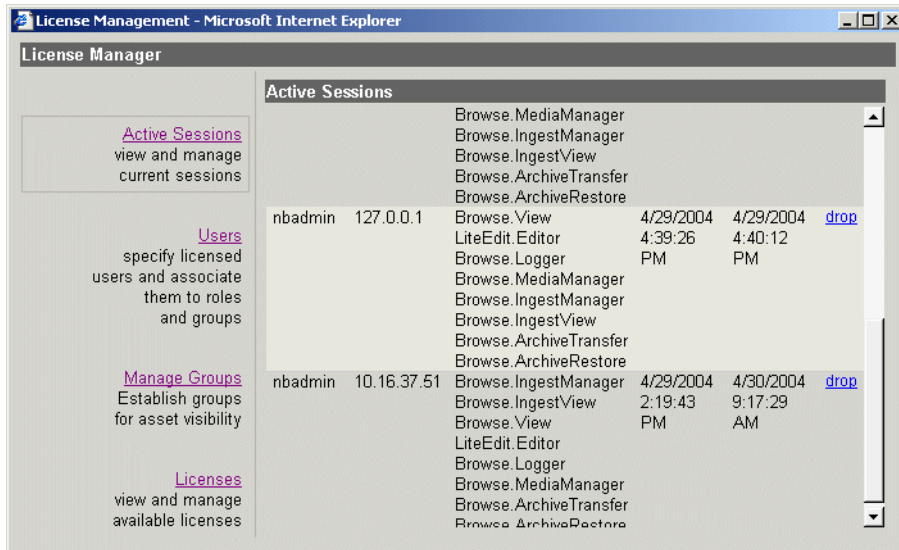 License Management - Microsoft Internet Explorer
License Manager
Active Sessions
view and manage
current sessions
Users
specify licensed
users and associate
them to roles
and groups
Manage Groups
Establish groups
for asset visibility
Licenses
view and manage
available licenses
Active Sessions
Browse.MediaManager
Browse.IngestManager
Browse.IngestView
Browse.ArchiveTransfer
Browse.ArchiveRestore
nbadmin 127.0.0.1 Browse.View 4/29/2004 4/29/2004 drop
LiteEdit.Editor 4:39:26 4:40:12
Browse.Logger PM PM
Browse.MediaManager
Browse.IngestManager
Browse.IngestView
Browse.ArchiveTransfer
Browse.ArchiveRestore
nbadmin 10.16.37.51 Browse.IngestManager 4/29/2004 4/30/2004 drop
Browse.IngestView 2:19:43 9:17:29
Browse.View PM AM
LiteEdit.Editor
Browse.Logger
Browse.MediaManager
Browse.ArchiveTransfer
Browse.ArchiveRestore